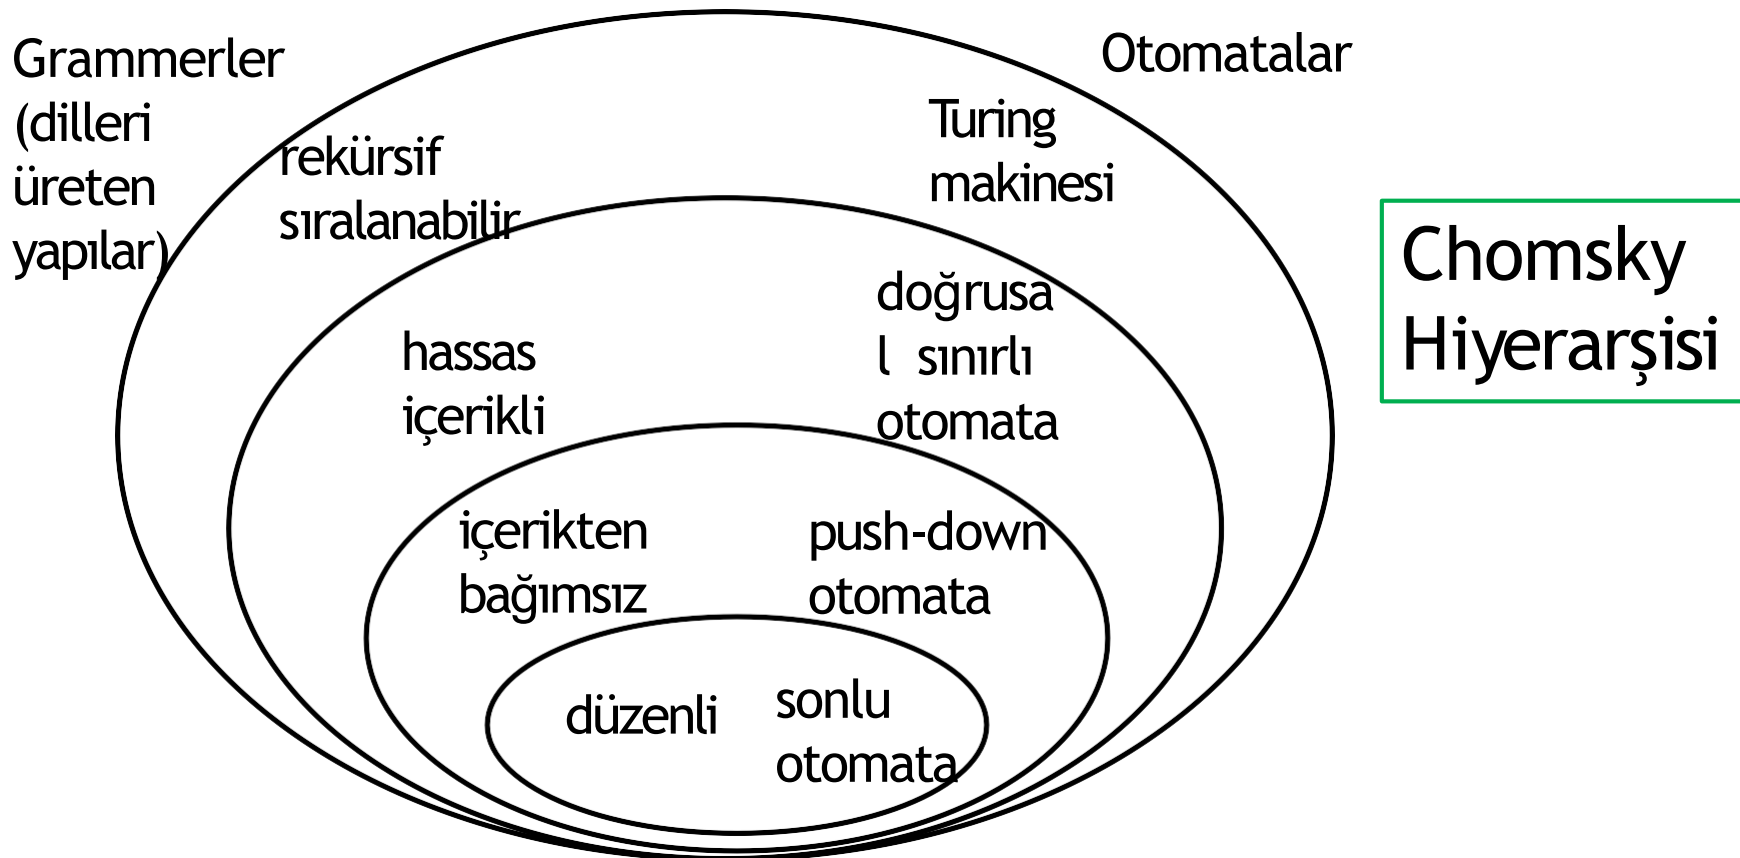 Grammerler
(dilleri
üreten
yapılar)
Otomatalar
rekürsif
sıralanabilir
Turing
makinesi
hassas
içerikli
doğrusa
l sınırlı
otomata
içerikten
bağımsız
push-down
otomata
düzenli
sonlu
otomata
Chomsky
Hiyerarşisi